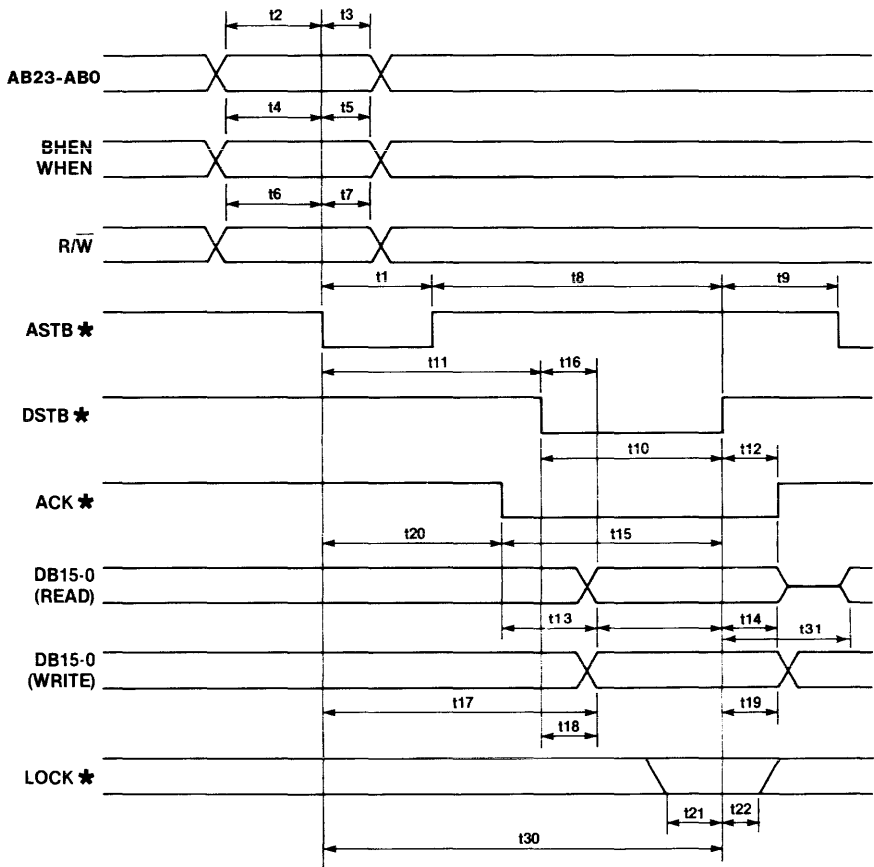 t2 t3
AB23-AB0
t4 t5
BHEN
WHEN
t6 t7
R/W̅
t1 t8 t9
ASTB*
t11 t16
DSTB*
t10 t12
ACK*
t20 t15
DB15-0
(READ)
t13 t14
t31
DB15-0
(WRITE)
t17 t19
t18
LOCK*
t21 t22
t30